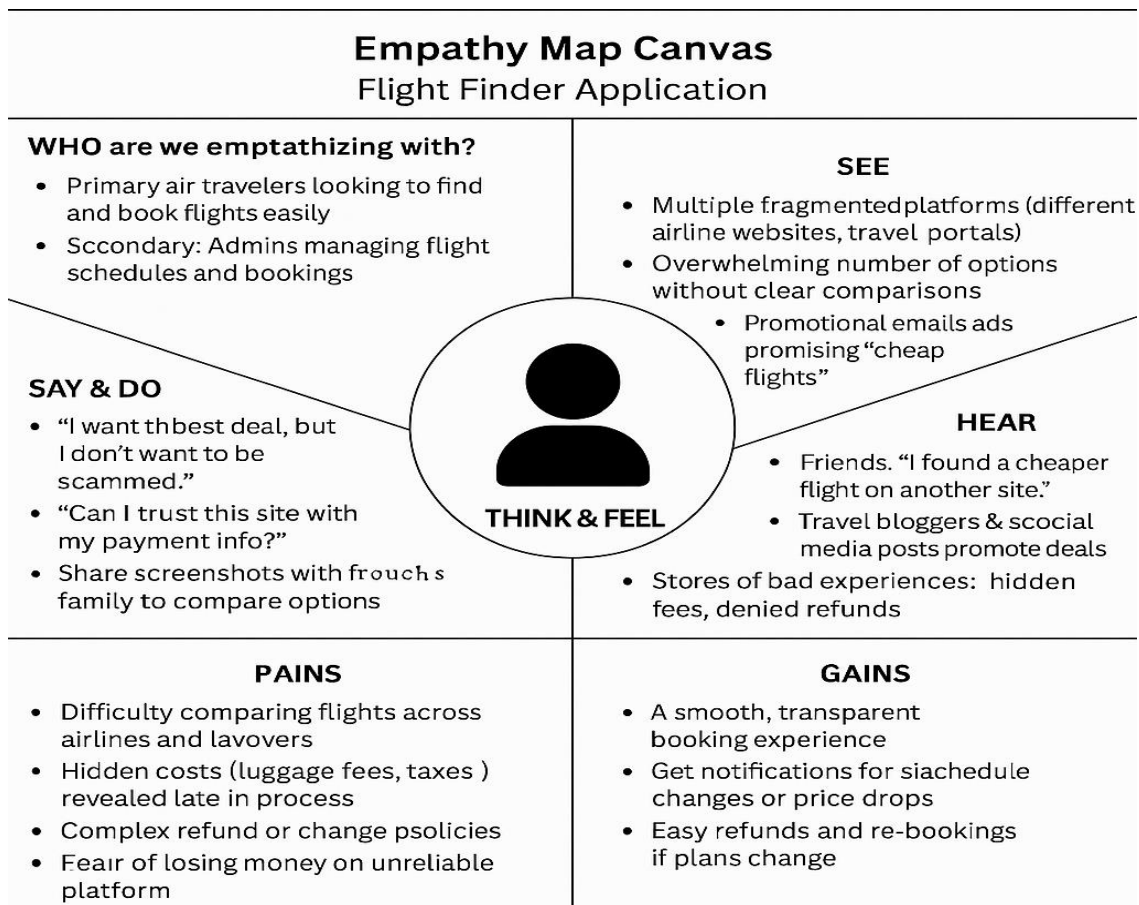 Empathy Map Canvas
Flight Finder Application
WHO are we emptathizing with?
• Primary air travelers looking to find
and book flights easily
• Sccondary: Admins managing flight
schedules and bookings
SEE
• Multiple fragmentedplatforms (different
airline websites, travel portals)
• Overwhelming number of options
without clear comparisons
• Promotional emails ads
promising “cheap
flights”
SAY & DO
• “I want thbest deal, but
I don’t want to be
scammed.”
• “Can I trust this site with
my payment info?”
• Share screenshots with
family to compare options
THINK & FEEL
HEAR
• Friends. “I found a cheaper
flight on another site.”
• Travel bloggers & scocial
media posts promote deals
• Stores of bad experiences: hidden
fees, denied refunds
PAINS
• Difficulty comparing flights across
airlines and lavovers
• Hidden costs (luggage fees, taxes )
revealed late in process
• Complex refund or change psolicies
• Feair of losing money on unreliable
platform
GAINS
• A smooth, transparent
booking experience
• Get notifications for siachedule
changes or price drops
• Easy refunds and re-bookings
if plans change